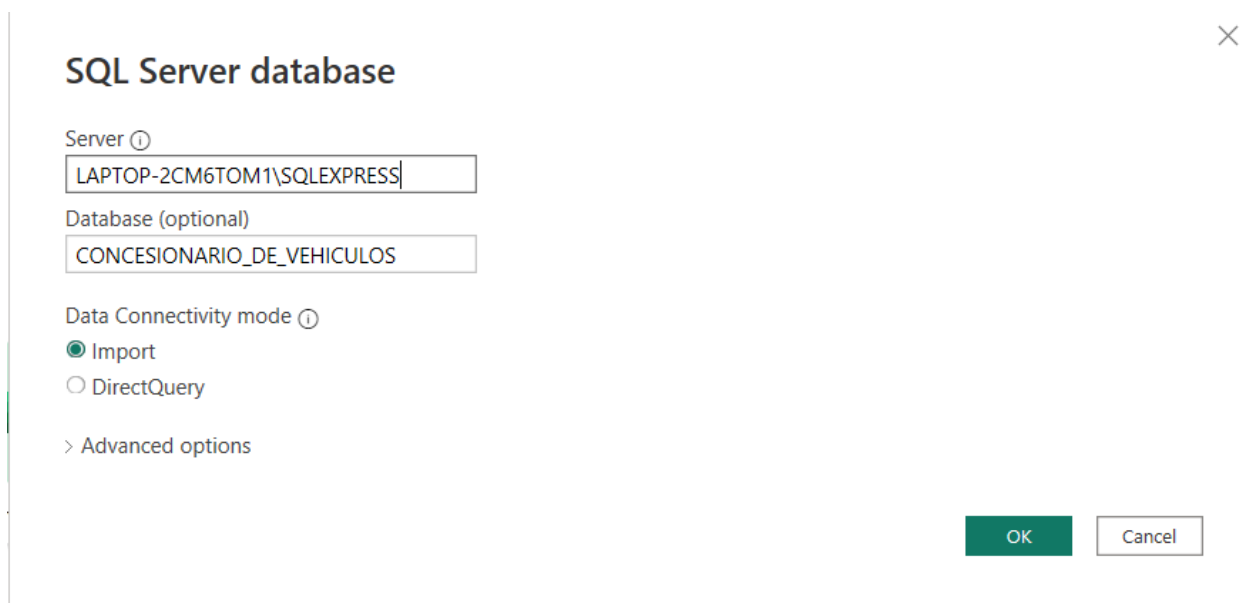 SQL Server database
Server
LAPTOP-2CM6TOM1\SQLEXPRESS
Database (optional)
CONCESIONARIO_DE_VEHICULOS
Data Connectivity mode
Import
DirectQuery
Advanced options
OK Cancel